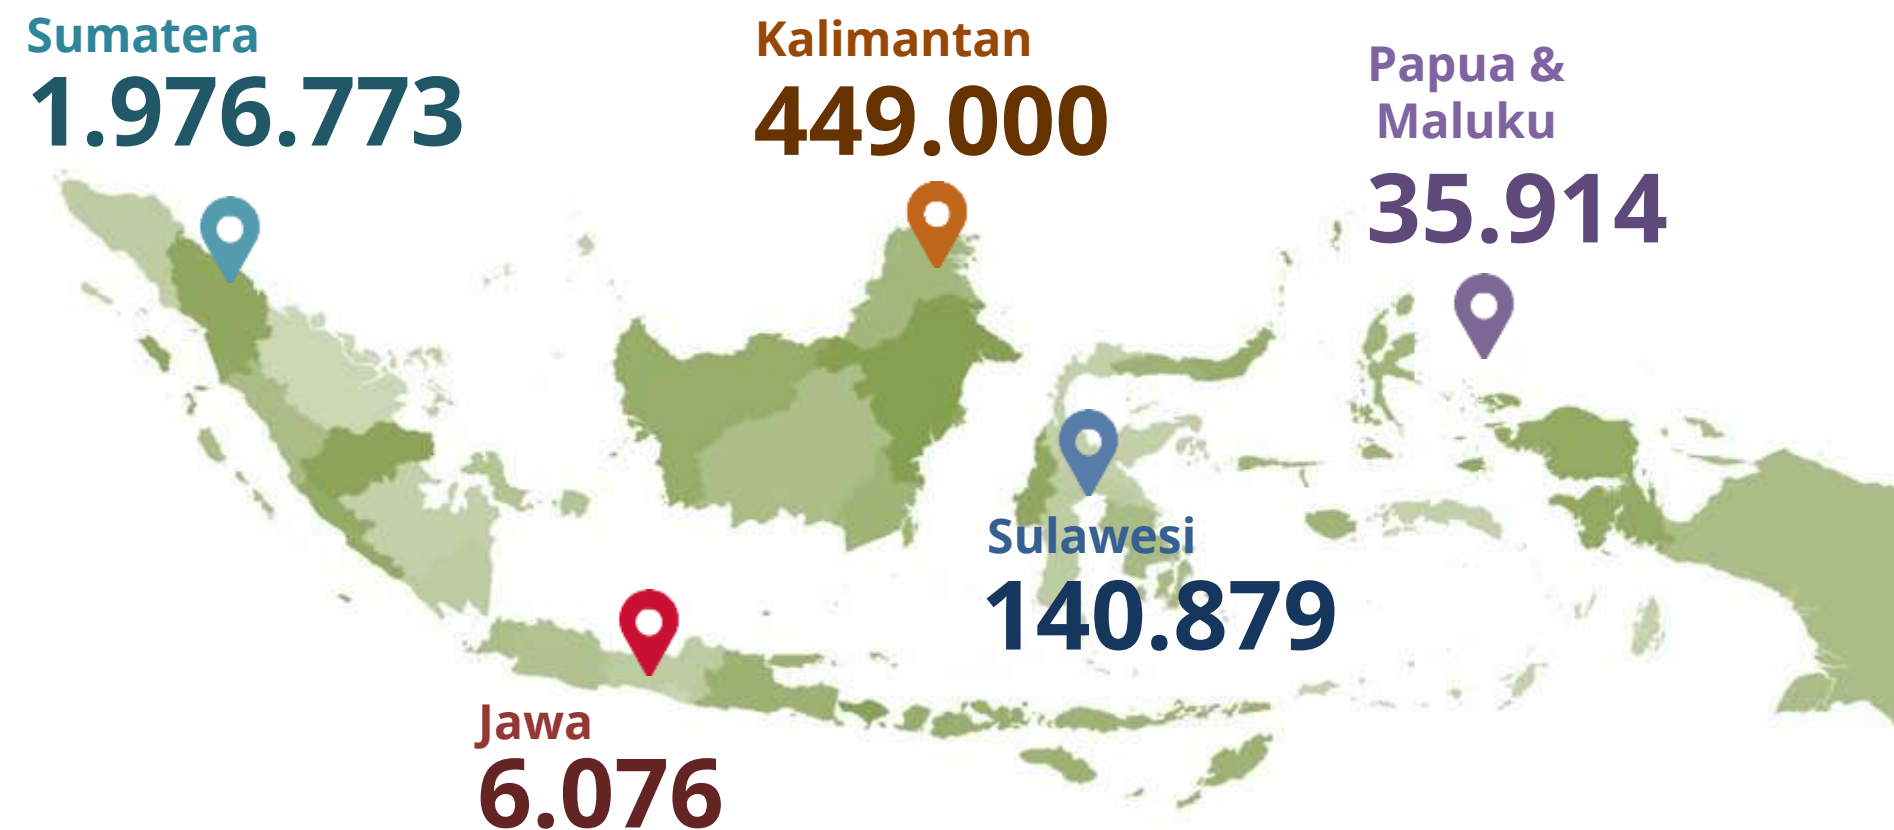 Sumatera
1.976.773
Kalimantan
449.000
Papua &
Maluku
35.914
Sulawesi
140.879
Jawa
6.076